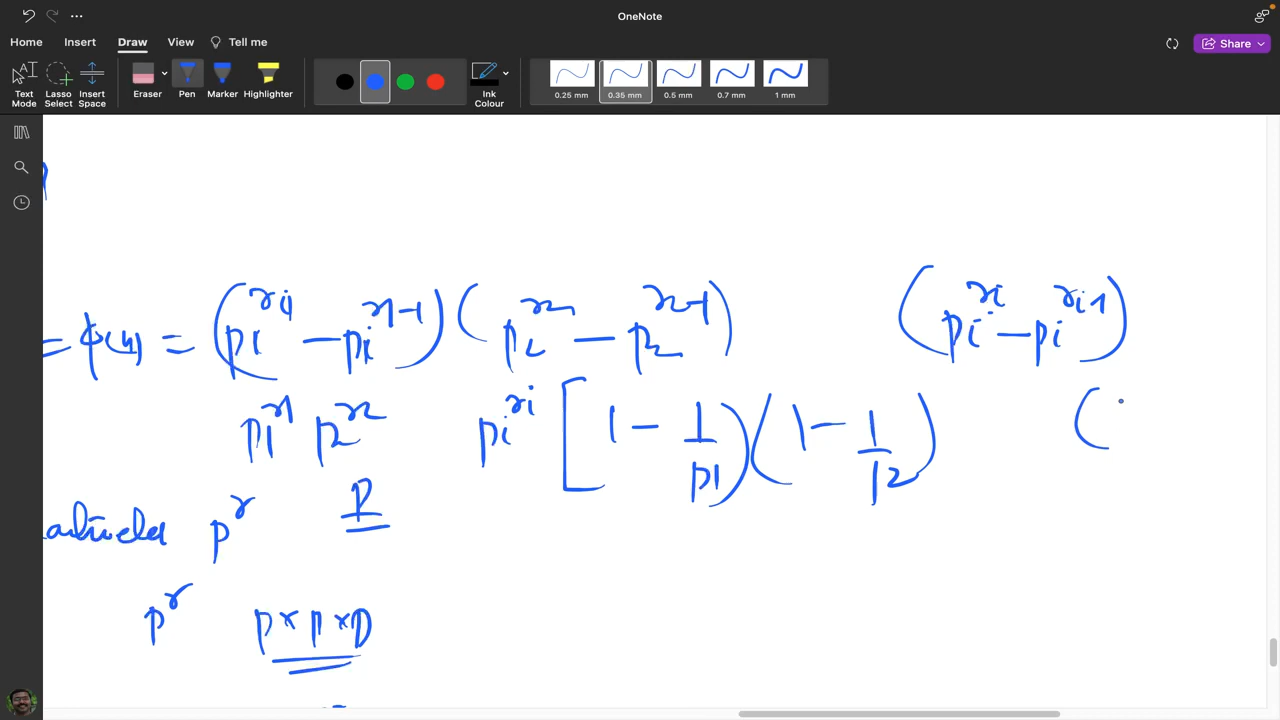 OneNote
Home Insert Draw View Tell me
Share
Text Mode
Lasso Select
Insert Space
Eraser
Pen
Marker
Highlighter
Ink Colour
0.25 mm
0.35 mm
0.5 mm
0.7 mm
1 mm
= ϕ(n) = (p1^r1 − p1^r1−1) (p2^r2 − p2^r2−1) (pi^ri − pi^ri-1)
p1^r1 p2^r2 pi^ri [1 − 1/p1) (1 − 1/p2) (
p^r p
p^r p × p × p